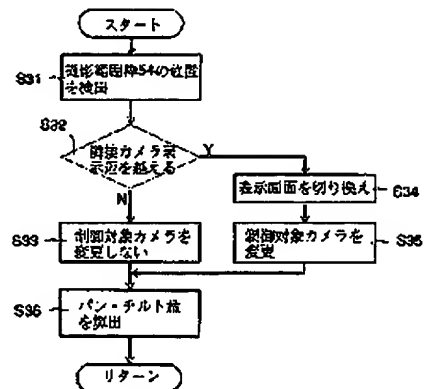 スタート
S31
撮影範囲枠54の位置
を検出
S32
隣接カメラ表
示辺を越える
Y
N
表示画面を切り換え
S34
S33
制御対象カメラを
変更しない
制御対象カメラを
変更
S35
S36
パン・チルト値
を算出
リターン